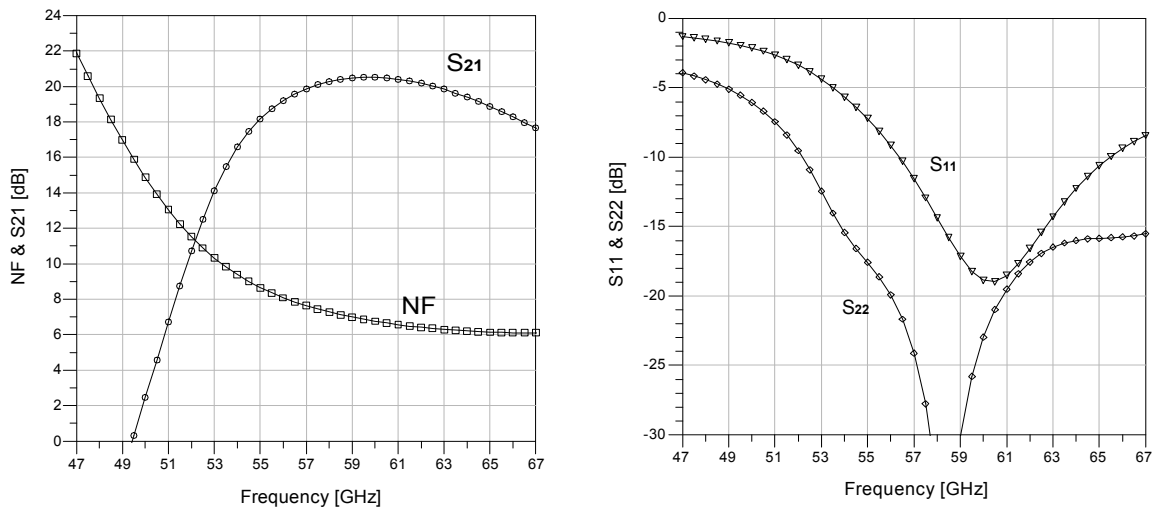 NF & S21 [dB]
24
22
20
18
16
14
12
10
8
6
4
2
0
S21
NF
47 49 51 53 55 57 59 61 63 65 67
Frequency [GHz]
S11 & S22 [dB]
0
-5
-10
-15
-20
-25
-30
S11
S22
47 49 51 53 55 57 59 61 63 65 67
Frequency [GHz]